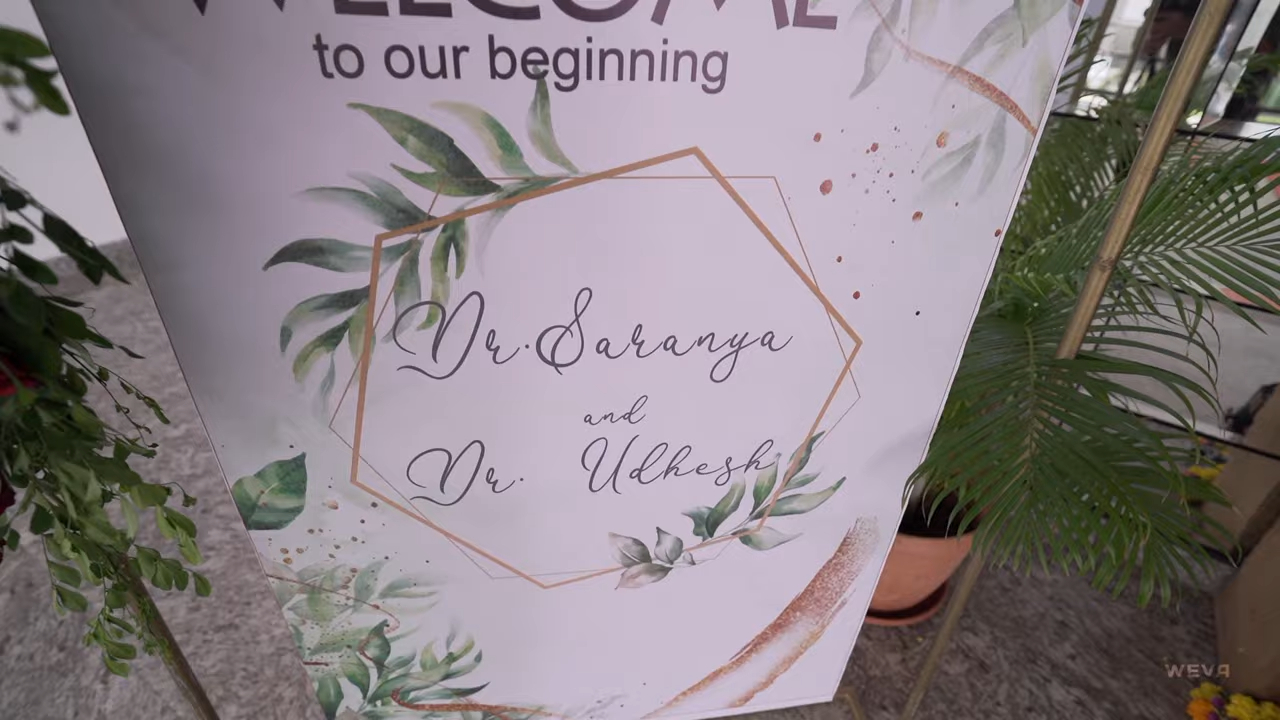 WELCOME
to our beginning
Dr. Saranya
and
Dr. Udhesh
WEVA